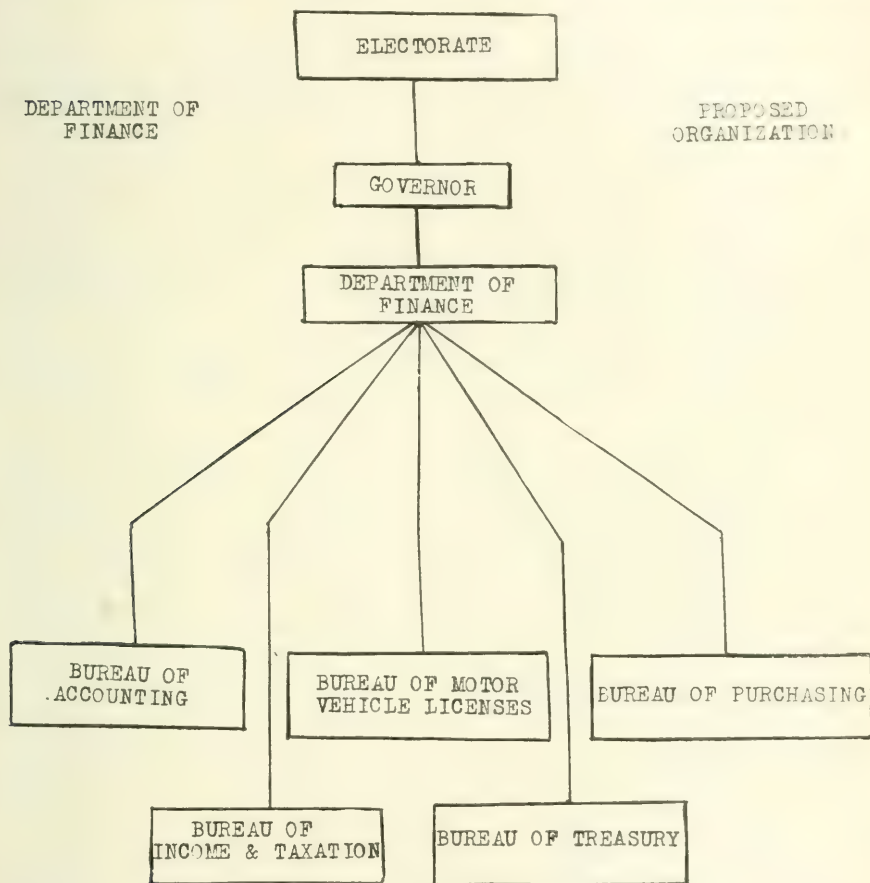 ELECTORATE
DEPARTMENT OF
FINANCE
PROPOSED
ORGANIZATION
GOVERNOR
DEPARTMENT OF
FINANCE
BUREAU OF
ACCOUNTING
BUREAU OF MOTOR
VEHICLE LICENSES
BUREAU OF PURCHASING
BUREAU OF
INCOME & TAXATION
BUREAU OF TREASURY